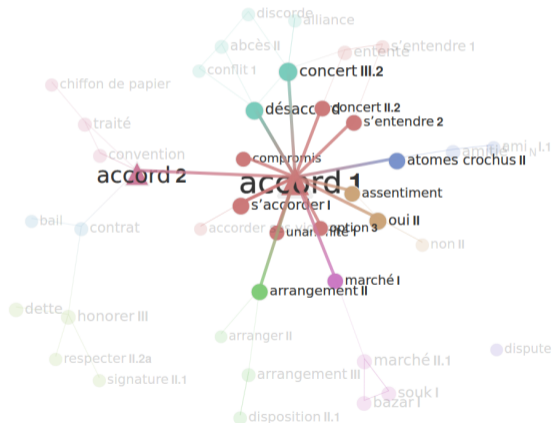 discorde
alliance
abcès II
s'entendre 1
entente
conflit 1
concert III.2
chiffon de papier
désaccord
concert II.2
s'entendre 2
traité
convention
compromis
amitié
ami N I.1
atomes crochus II
accord 2
accord 1
assentiment
s'accorder I
bail
contrat
accorder
unanimité 1
option 3
oui II
non II
marché I
arrangement II
dette
honorer III
arranger II
dispute
respecter II.2a
marché II.1
signature II.1
arrangement III
souk I
bazar I
disposition II.1